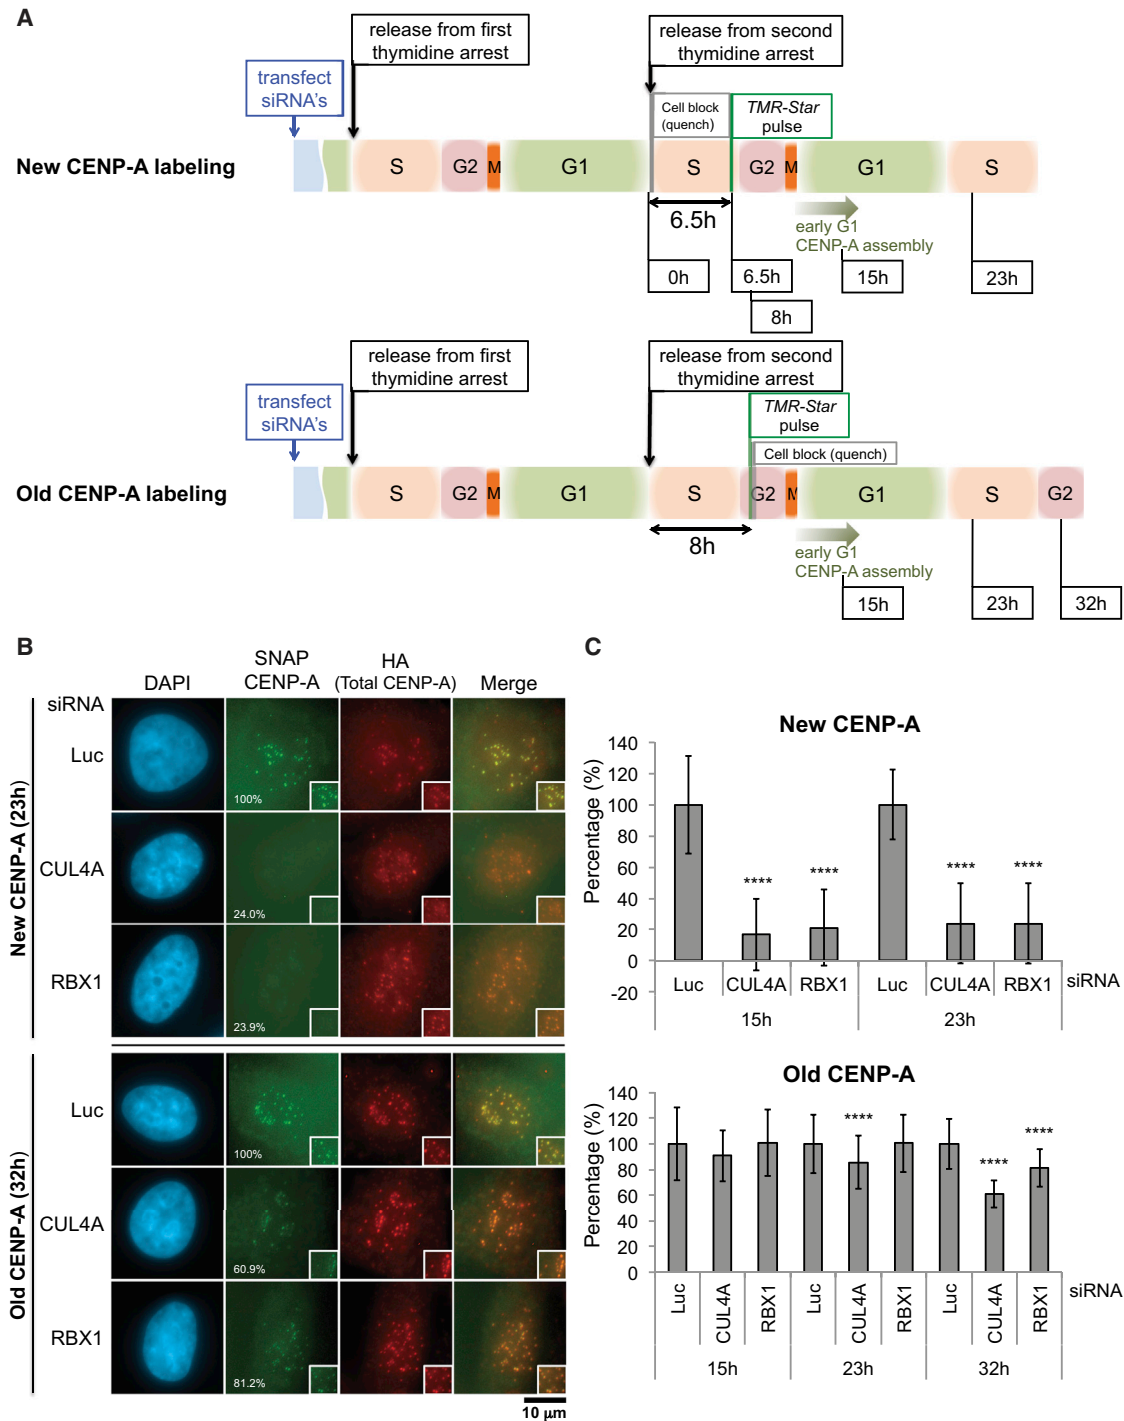 A
release from first
thymidine arrest
release from second
thymidine arrest
transfect
siRNA's
Cell block
(quench)
TMR-Star
pulse
New CENP-A labeling
S
G2
M
G1
S
G2
M
G1
S
6.5h
early G1
CENP-A assembly
0h
6.5h
15h
23h
8h
release from first
thymidine arrest
release from second
thymidine arrest
transfect
siRNA's
TMR-Star
pulse
Cell block (quench)
Old CENP-A labeling
S
G2
M
G1
S
G2
M
G1
S
G2
8h
early G1
CENP-A assembly
15h
23h
32h
B
DAPI
SNAP
CENP-A
HA
(Total CENP-A)
Merge
siRNA
New CENP-A (23h)
Luc
100%
CUL4A
24.0%
RBX1
23.9%
Old CENP-A (32h)
Luc
100%
CUL4A
60.9%
RBX1
81.2%
10 µm
C
New CENP-A
Percentage (%)
140
120
100
80
60
40
20
0
-20
****
****
****
****
Luc
CUL4A
RBX1
Luc
CUL4A
RBX1
siRNA
15h
23h
Old CENP-A
Percentage (%)
140
120
100
80
60
40
20
0
****
****
****
Luc
CUL4A
RBX1
Luc
CUL4A
RBX1
Luc
CUL4A
RBX1
siRNA
15h
23h
32h